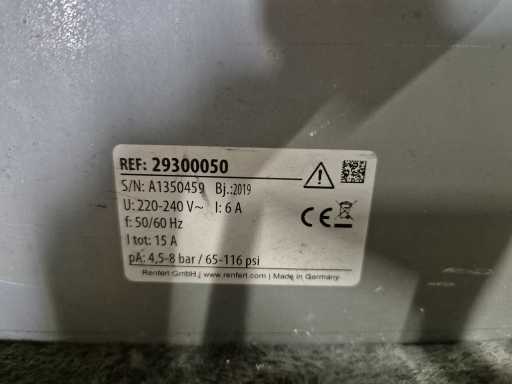 REF: 29300050
S/N: A1350459 Bj.:2019
U: 220-240 V~ I: 6 A
f: 50/60 Hz
I tot: 15 A
pA: 4,5-8 bar / 65-116 psi
Renfert GmbH | www.renfert.com | Made in Germany
CE